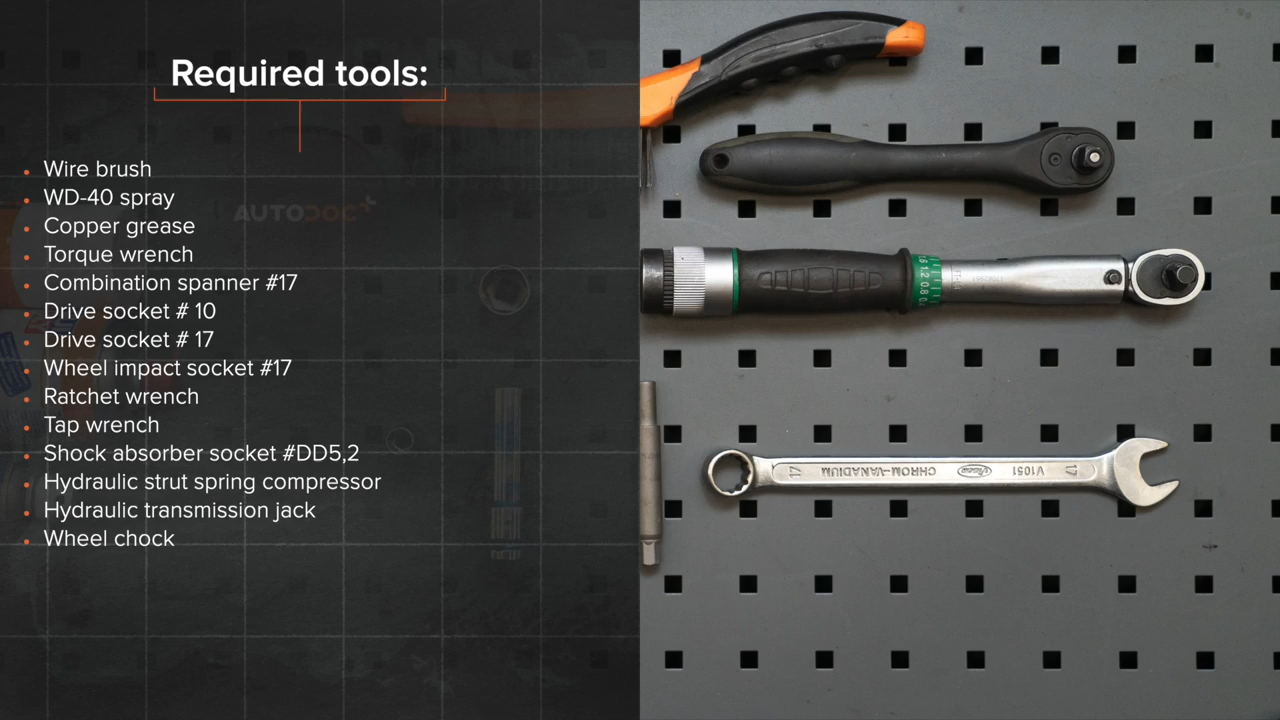 Required tools:
Wire brush
WD-40 spray
AUTODOC
Copper grease
Torque wrench
Combination spanner #17
Drive socket # 10
Drive socket # 17
Wheel impact socket #17
Ratchet wrench
Tap wrench
Shock absorber socket #DD5,2
Hydraulic strut spring compressor
Hydraulic transmission jack
Wheel chock
17 CHROM-VANADIUM V1051 17